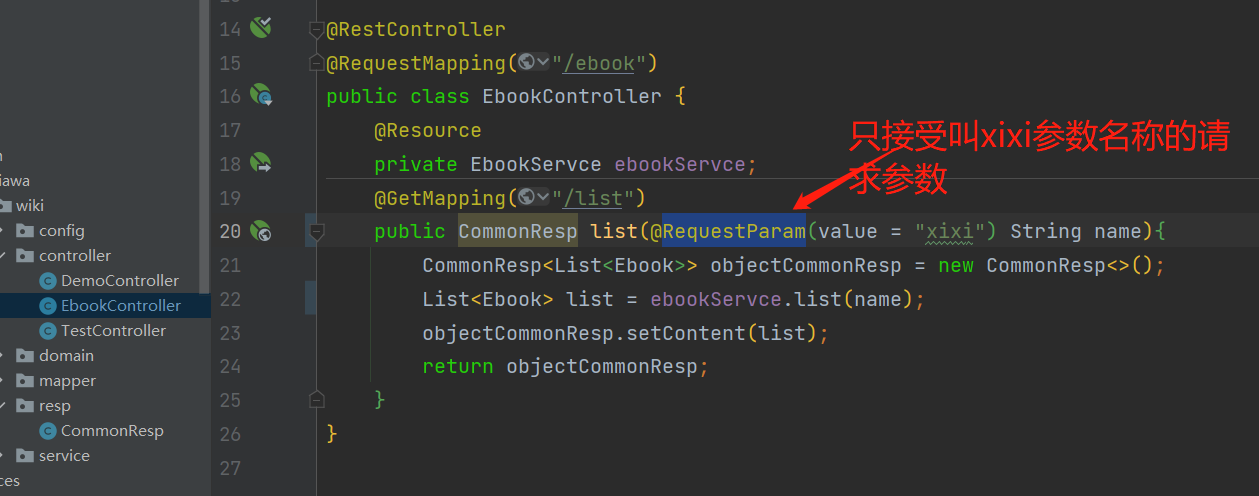 14 @RestController
15 @RequestMapping("/ebook")
16 public class EbookController {
17 @Resource
18 private EbookServce ebookServce;
19 @GetMapping("/list")
20 public CommonResp list(@RequestParam(value = "xixi") String name){
21 CommonResp<List<Ebook>> objectCommonResp = new CommonResp<>();
22 List<Ebook> list = ebookServce.list(name);
23 objectCommonResp.setContent(list);
24 return objectCommonResp;
25 }
26 }
27
只接受叫xixi参数名称的请
求参数
iawa
wiki
config
controller
DemoController
EbookController
TestController
domain
mapper
resp
CommonResp
service